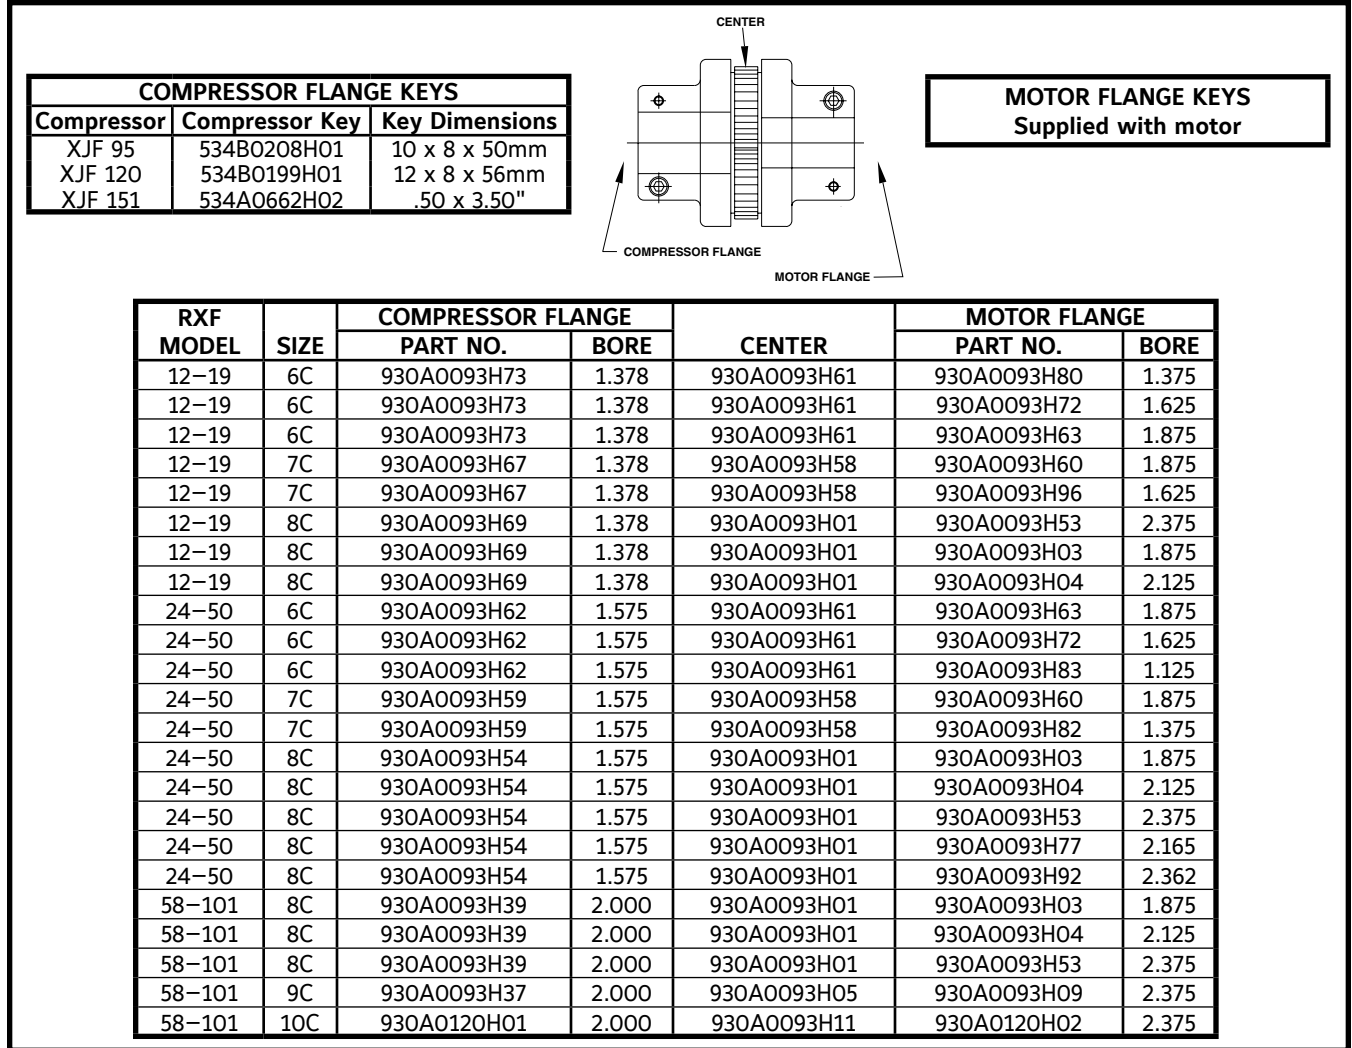 CENTER
COMPRESSOR FLANGE KEYS
Compressor Compressor Key Key Dimensions
XJF 95 534B0208H01 10 x 8 x 50mm
XJF 120 534B0199H01 12 x 8 x 56mm
XJF 151 534A0662H02 .50 x 3.50"
MOTOR FLANGE KEYS
Supplied with motor
COMPRESSOR FLANGE
MOTOR FLANGE
RXF COMPRESSOR FLANGE MOTOR FLANGE
MODEL SIZE PART NO. BORE CENTER PART NO. BORE
12–19 6C 930A0093H73 1.378 930A0093H61 930A0093H80 1.375
12–19 6C 930A0093H73 1.378 930A0093H61 930A0093H72 1.625
12–19 6C 930A0093H73 1.378 930A0093H61 930A0093H63 1.875
12–19 7C 930A0093H67 1.378 930A0093H58 930A0093H60 1.875
12–19 7C 930A0093H67 1.378 930A0093H58 930A0093H96 1.625
12–19 8C 930A0093H69 1.378 930A0093H01 930A0093H53 2.375
12–19 8C 930A0093H69 1.378 930A0093H01 930A0093H03 1.875
12–19 8C 930A0093H69 1.378 930A0093H01 930A0093H04 2.125
24–50 6C 930A0093H62 1.575 930A0093H61 930A0093H63 1.875
24–50 6C 930A0093H62 1.575 930A0093H61 930A0093H72 1.625
24–50 6C 930A0093H62 1.575 930A0093H61 930A0093H83 1.125
24–50 7C 930A0093H59 1.575 930A0093H58 930A0093H60 1.875
24–50 7C 930A0093H59 1.575 930A0093H58 930A0093H82 1.375
24–50 8C 930A0093H54 1.575 930A0093H01 930A0093H03 1.875
24–50 8C 930A0093H54 1.575 930A0093H01 930A0093H04 2.125
24–50 8C 930A0093H54 1.575 930A0093H01 930A0093H53 2.375
24–50 8C 930A0093H54 1.575 930A0093H01 930A0093H77 2.165
24–50 8C 930A0093H54 1.575 930A0093H01 930A0093H92 2.362
58–101 8C 930A0093H39 2.000 930A0093H01 930A0093H03 1.875
58–101 8C 930A0093H39 2.000 930A0093H01 930A0093H04 2.125
58–101 8C 930A0093H39 2.000 930A0093H01 930A0093H53 2.375
58–101 9C 930A0093H37 2.000 930A0093H05 930A0093H09 2.375
58–101 10C 930A0120H01 2.000 930A0093H11 930A0120H02 2.375